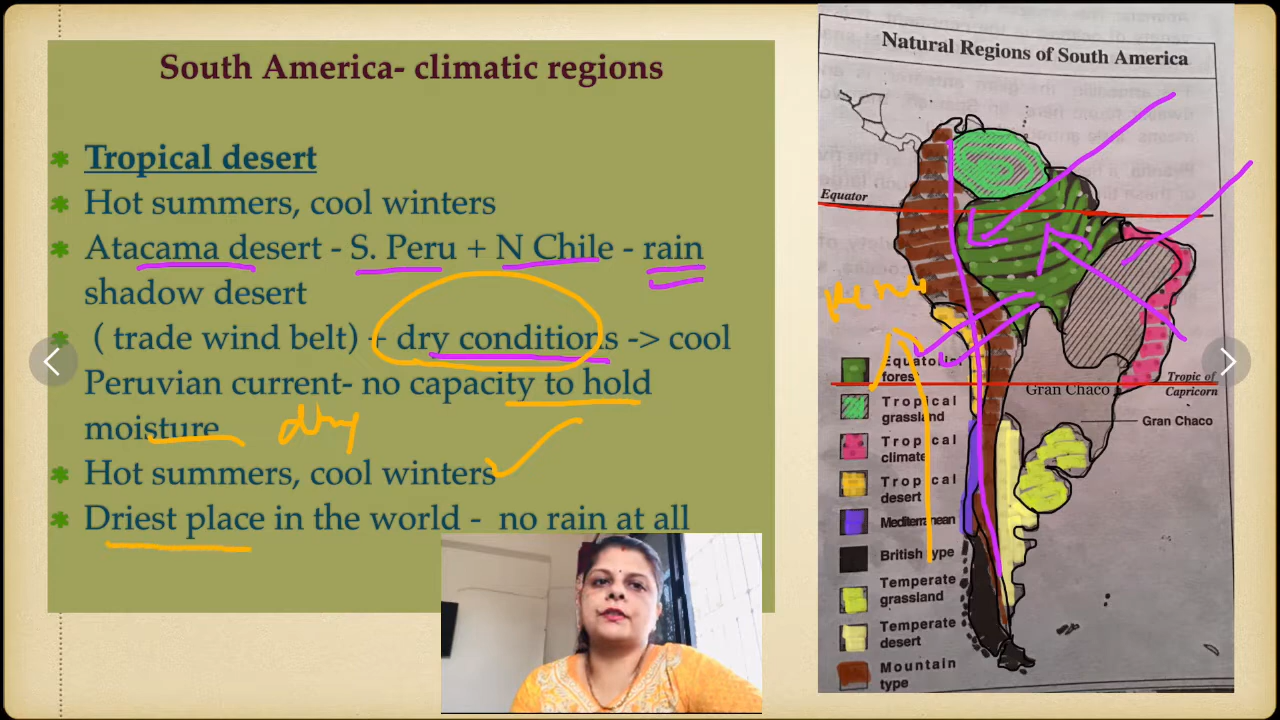 South America- climatic regions
Tropical desert
Hot summers, cool winters
Atacama desert - S. Peru + N Chile - rain
shadow desert
( trade wind belt) + dry conditions -> cool
Peruvian current- no capacity to hold
moisture
dry
Hot summers, cool winters
Driest place in the world - no rain at all
Natural Regions of South America
Equator
Tropic of
Capricorn
Gran Chaco
Gran Chaco
Equatorial
forest
Tropical
grassland
Tropical
climate
Tropical
desert
Mediterranean
British type
Temperate
grassland
Temperate
desert
Mountain
type